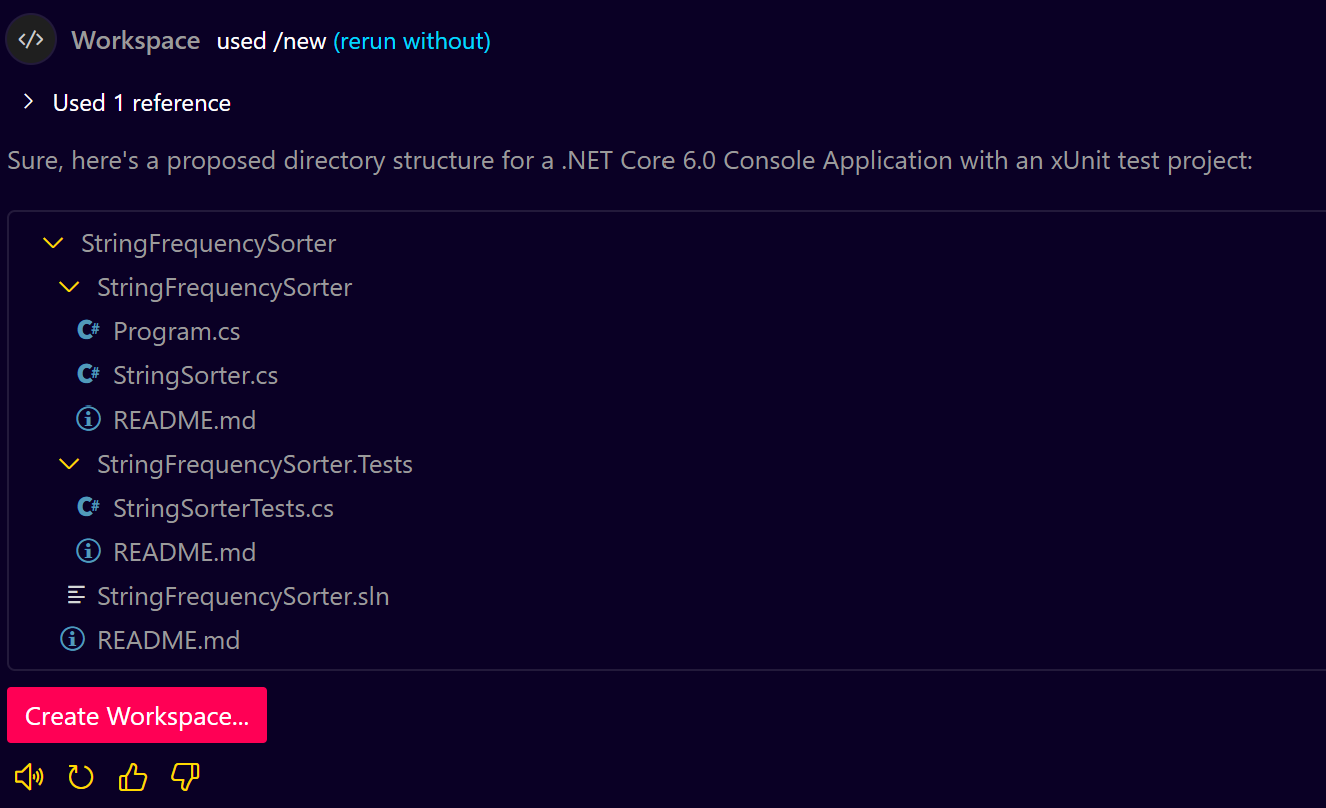 Workspace used /new (rerun without)
Used 1 reference
Sure, here's a proposed directory structure for a .NET Core 6.0 Console Application with an xUnit test project:
StringFrequencySorter
StringFrequencySorter
C# Program.cs
C# StringSorter.cs
README.md
StringFrequencySorter.Tests
C# StringSorterTests.cs
README.md
StringFrequencySorter.sln
README.md
Create Workspace...